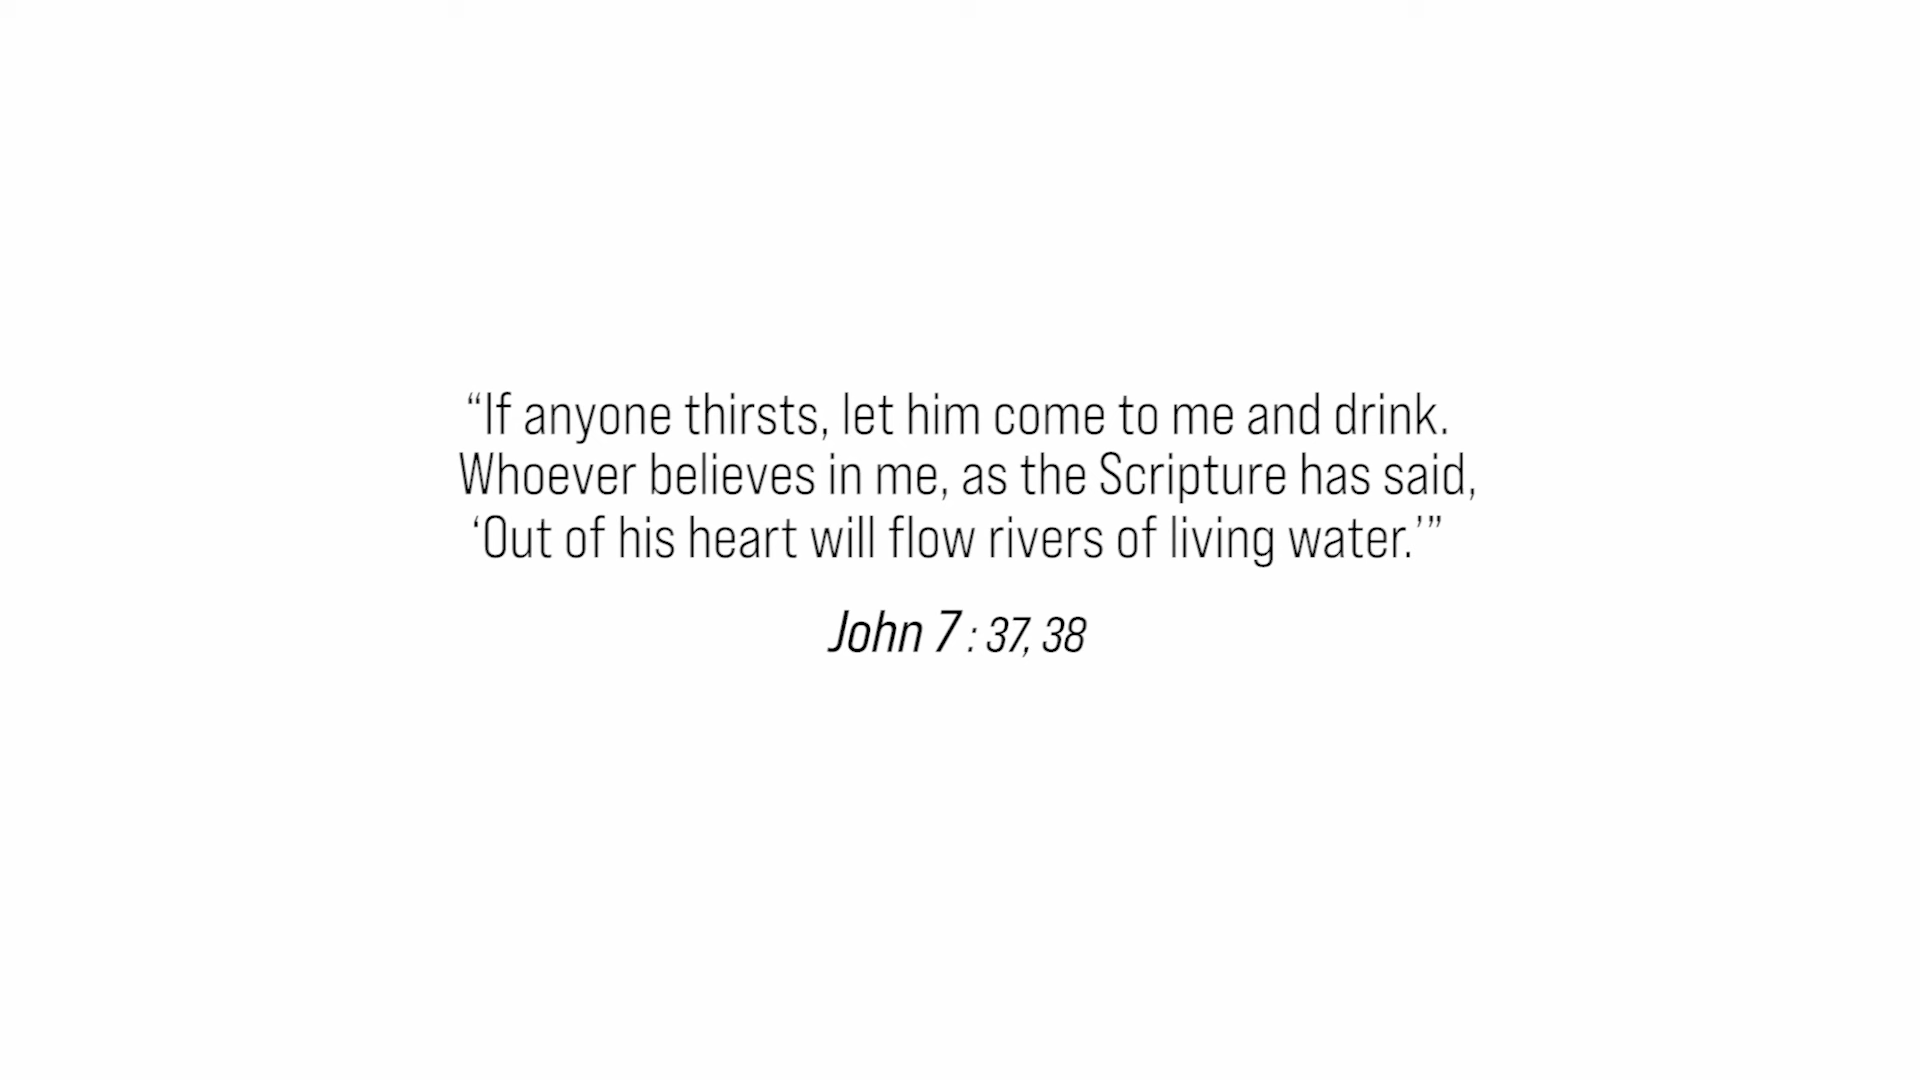 “If anyone thirsts, let him come to me and drink.
Whoever believes in me, as the Scripture has said,
‘Out of his heart will flow rivers of living water.’”
John 7 : 37, 38